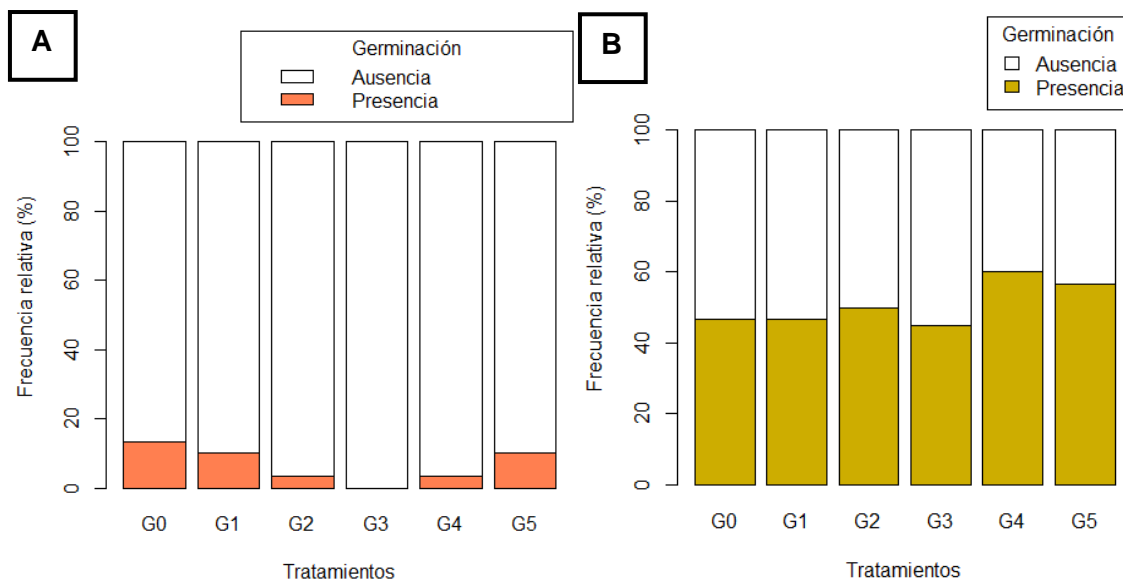 A
Germinación
Ausencia
Presencia
Frecuencia relativa (%)
100
80
60
40
20
0
G0 G1 G2 G3 G4 G5
Tratamientos
B
Germinación
Ausencia
Presencia
Frecuencia relativa (%)
100
80
60
40
20
0
G0 G1 G2 G3 G4 G5
Tratamientos